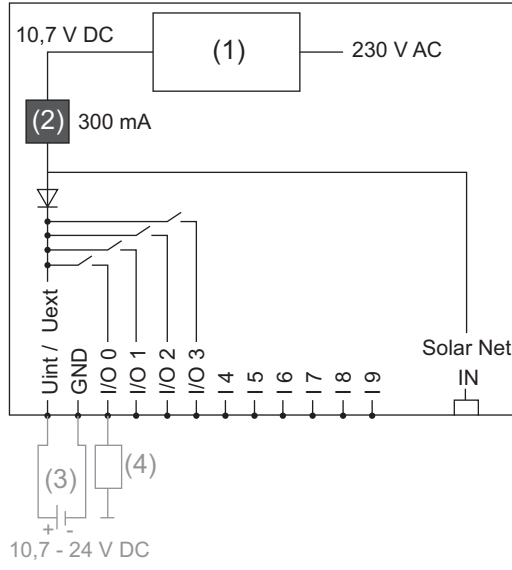 10,7 V DC
(1)
230 V AC
(2)
300 mA
Uint / Uext
GND
I/O 0
I/O 1
I/O 2
I/O 3
I 4
I 5
I 6
I 7
I 8
I 9
Solar Net
IN
(3)
(4)
+ -
10,7 - 24 V DC